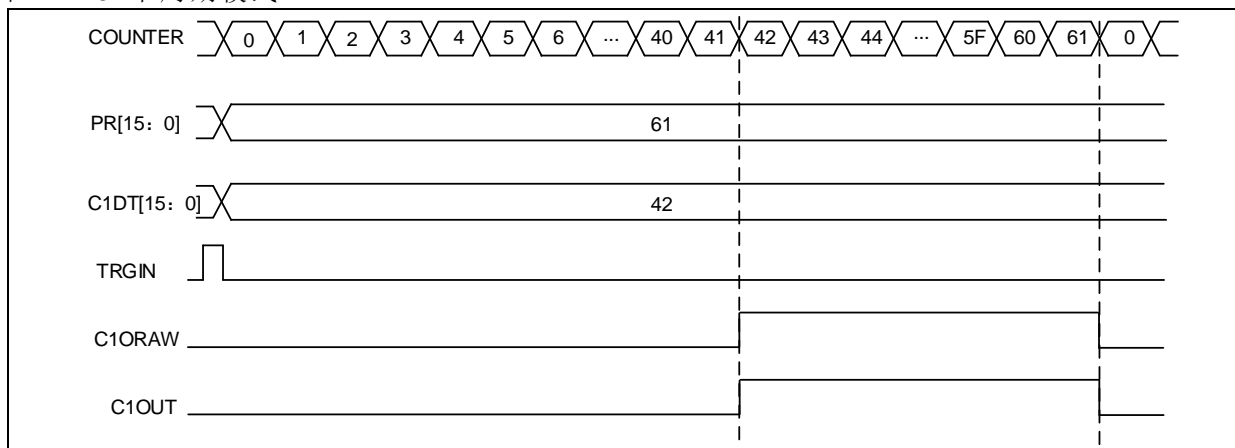 COUNTER 0 1 2 3 4 5 6 ... 40 41 42 43 44 ... 5F 60 61 0
PR[15：0] 61
C1DT[15：0] 42
TRGIN
C1ORAW
C1OUT